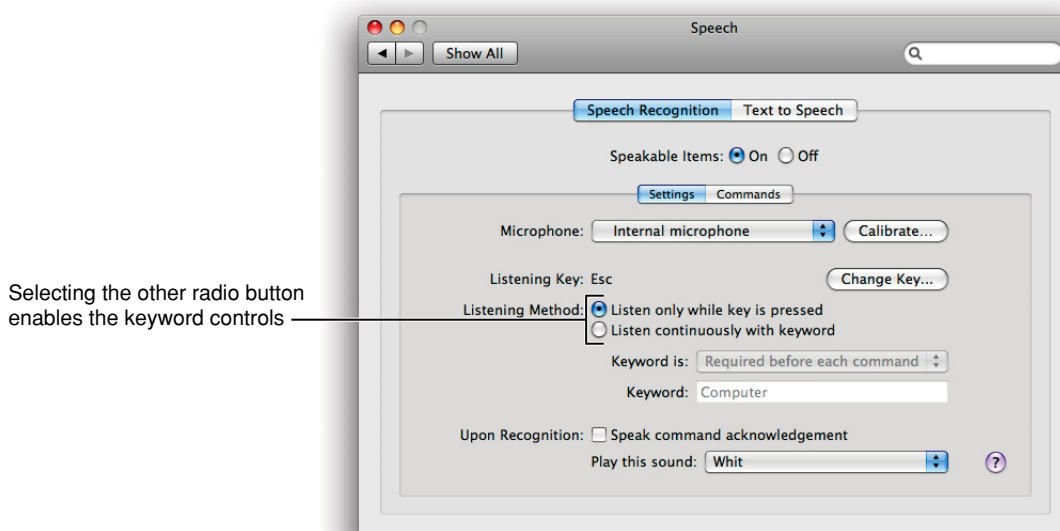 Speech
Show All
Speech Recognition Text to Speech
Speakable Items: On Off
Settings Commands
Microphone: Internal microphone Calibrate...
Listening Key: Esc Change Key...
Selecting the other radio button
enables the keyword controls
Listening Method: Listen only while key is pressed
Listen continuously with keyword
Keyword is: Required before each command
Keyword: Computer
Upon Recognition: Speak command acknowledgement
Play this sound: Whit ?